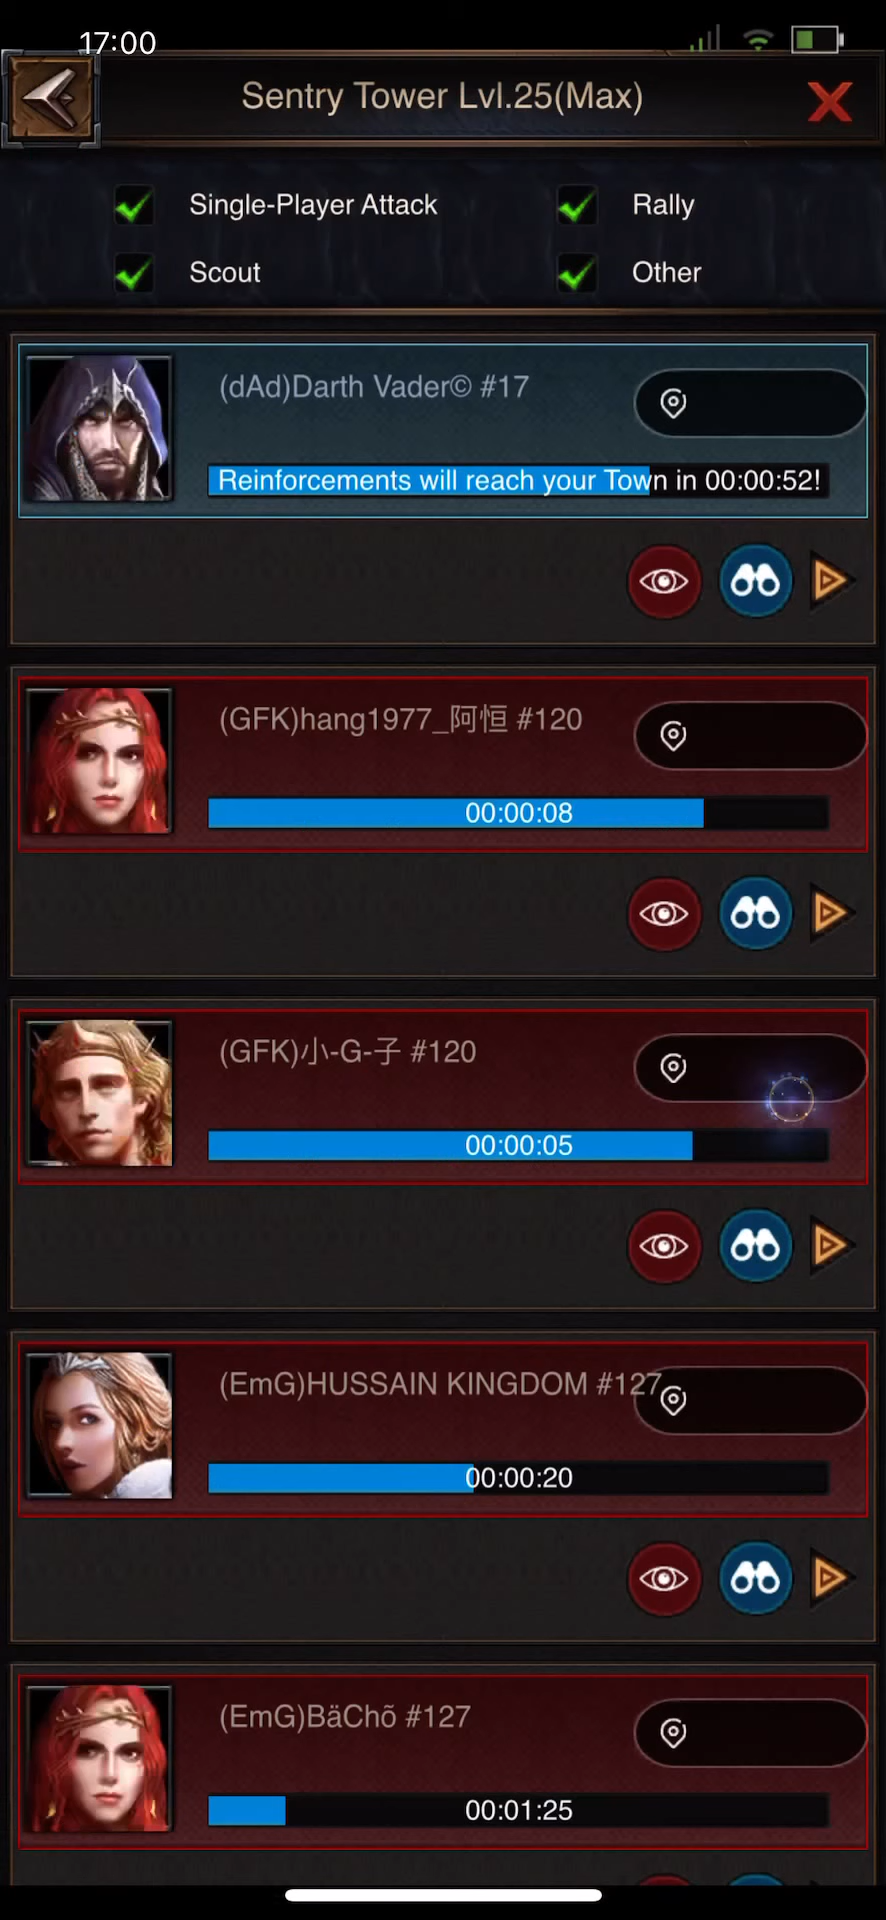 17:00
Sentry Tower Lvl.25(Max)
Single-Player Attack
Rally
Scout
Other
(dAd)Darth Vader© #17
Reinforcements will reach your Town in 00:00:52!
(GFK)hang1977_阿恒 #120
00:00:08
(GFK)小-G-子 #120
00:00:05
(EmG)HUSSAIN KINGDOM #127
00:00:20
(EmG)BäChõ #127
00:01:25